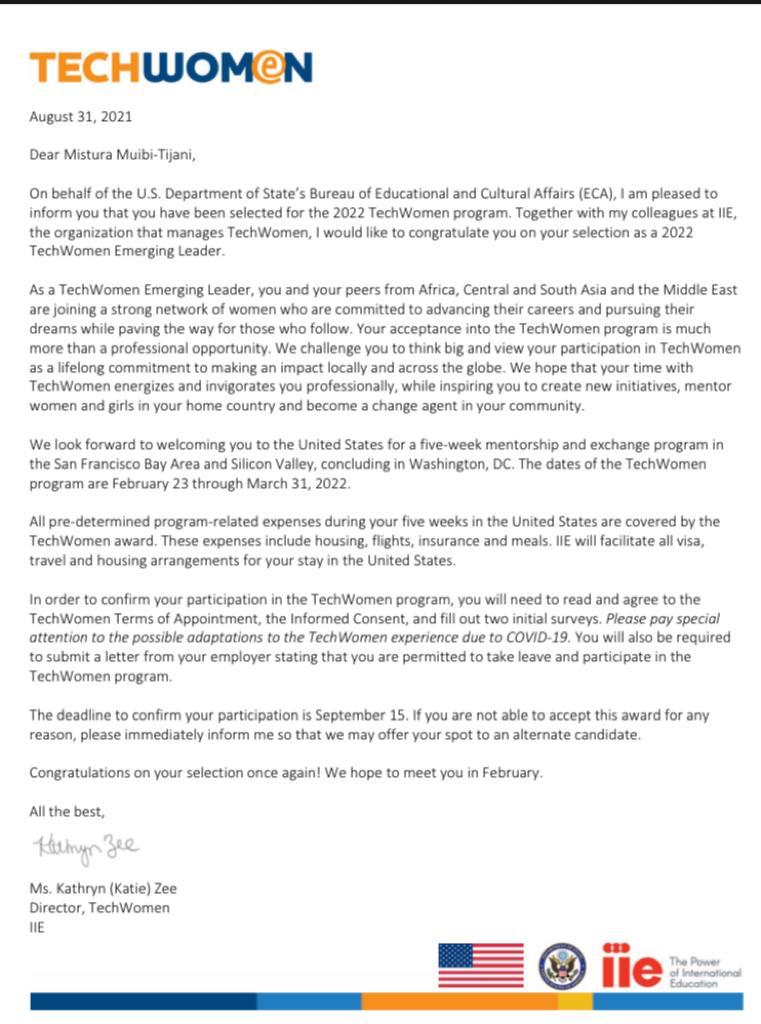 TECHWOMEN
August 31, 2021
Dear Mistura Muibi-Tijani,
On behalf of the U.S. Department of State’s Bureau of Educational and Cultural Affairs (ECA), I am pleased to
inform you that you have been selected for the 2022 TechWomen program. Together with my colleagues at IIE,
the organization that manages TechWomen, I would like to congratulate you on your selection as a 2022
TechWomen Emerging Leader.
As a TechWomen Emerging Leader, you and your peers from Africa, Central and South Asia and the Middle East
are joining a strong network of women who are committed to advancing their careers and pursuing their
dreams while paving the way for those who follow. Your acceptance into the TechWomen program is much
more than a professional opportunity. We challenge you to think big and view your participation in TechWomen
as a lifelong commitment to making an impact locally and across the globe. We hope that your time with
TechWomen energizes and invigorates you professionally, while inspiring you to create new initiatives, mentor
women and girls in your home country and become a change agent in your community.
We look forward to welcoming you to the United States for a five-week mentorship and exchange program in
the San Francisco Bay Area and Silicon Valley, concluding in Washington, DC. The dates of the TechWomen
program are February 23 through March 31, 2022.
All pre-determined program-related expenses during your five weeks in the United States are covered by the
TechWomen award. These expenses include housing, flights, insurance and meals. IIE will facilitate all visa,
travel and housing arrangements for your stay in the United States.
In order to confirm your participation in the TechWomen program, you will need to read and agree to the
TechWomen Terms of Appointment, the Informed Consent, and fill out two initial surveys. Please pay special
attention to the possible adaptations to the TechWomen experience due to COVID-19. You will also be required
to submit a letter from your employer stating that you are permitted to take leave and participate in the
TechWomen program.
The deadline to confirm your participation is September 15. If you are not able to accept this award for any
reason, please immediately inform me so that we may offer your spot to an alternate candidate.
Congratulations on your selection once again! We hope to meet you in February.
All the best,
Kathryn Zee
Ms. Kathryn (Katie) Zee
Director, TechWomen
IIE
iie
The Power
of International
Education